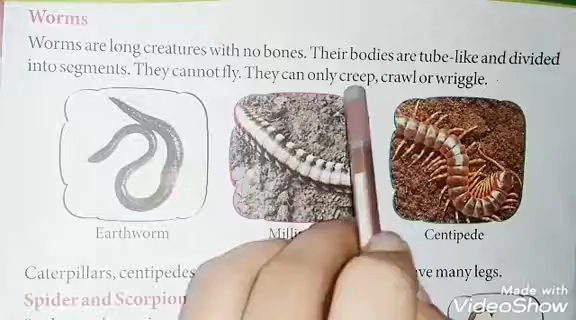 Worms
Worms are long creatures with no bones. Their bodies are tube-like and divided
into segments. They cannot fly. They can only creep, crawl or wriggle.
Earthworm
Centipede
Caterpillars, centipedes many legs.
Spider and Scorpion
Made with
VideoShow